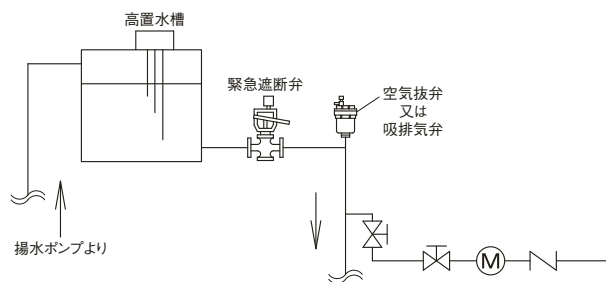 高置水槽
緊急遮断弁
空気抜弁
又は
吸排気弁
揚水ポンプより
M